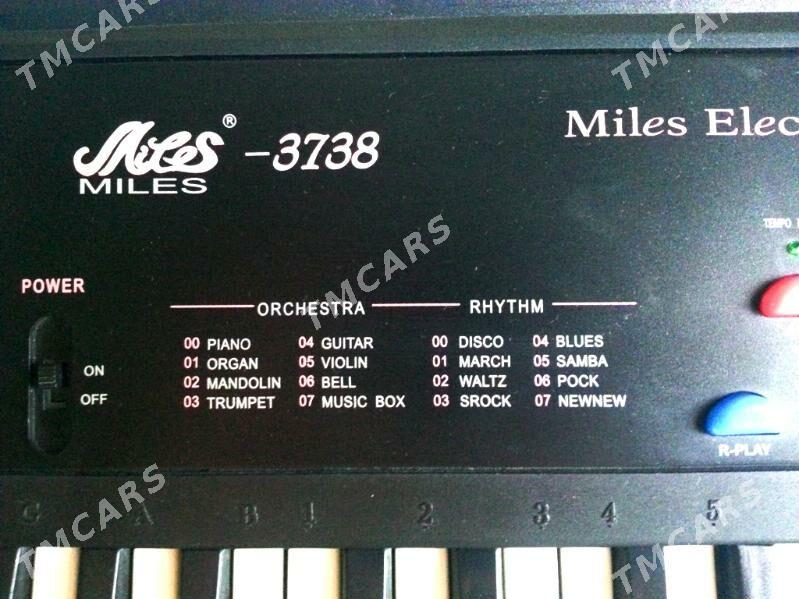 TMCARS TMCARS
Miles® -3738
MILES
Miles Elec
TMCARS
TEMPO
POWER
ORCHESTRA RHYTHM
00 PIANO 04 GUITAR 00 DISCO 04 BLUES
01 ORGAN 05 VIOLIN 01 MARCH 05 SAMBA
02 MANDOLIN 06 BELL 02 WALTZ 06 POCK
03 TRUMPET 07 MUSIC BOX 03 SROCK 07 NEWNEW
ON
OFF
R-PLAY
G A B 1 2 3 4 5
TMCARS TMCARS